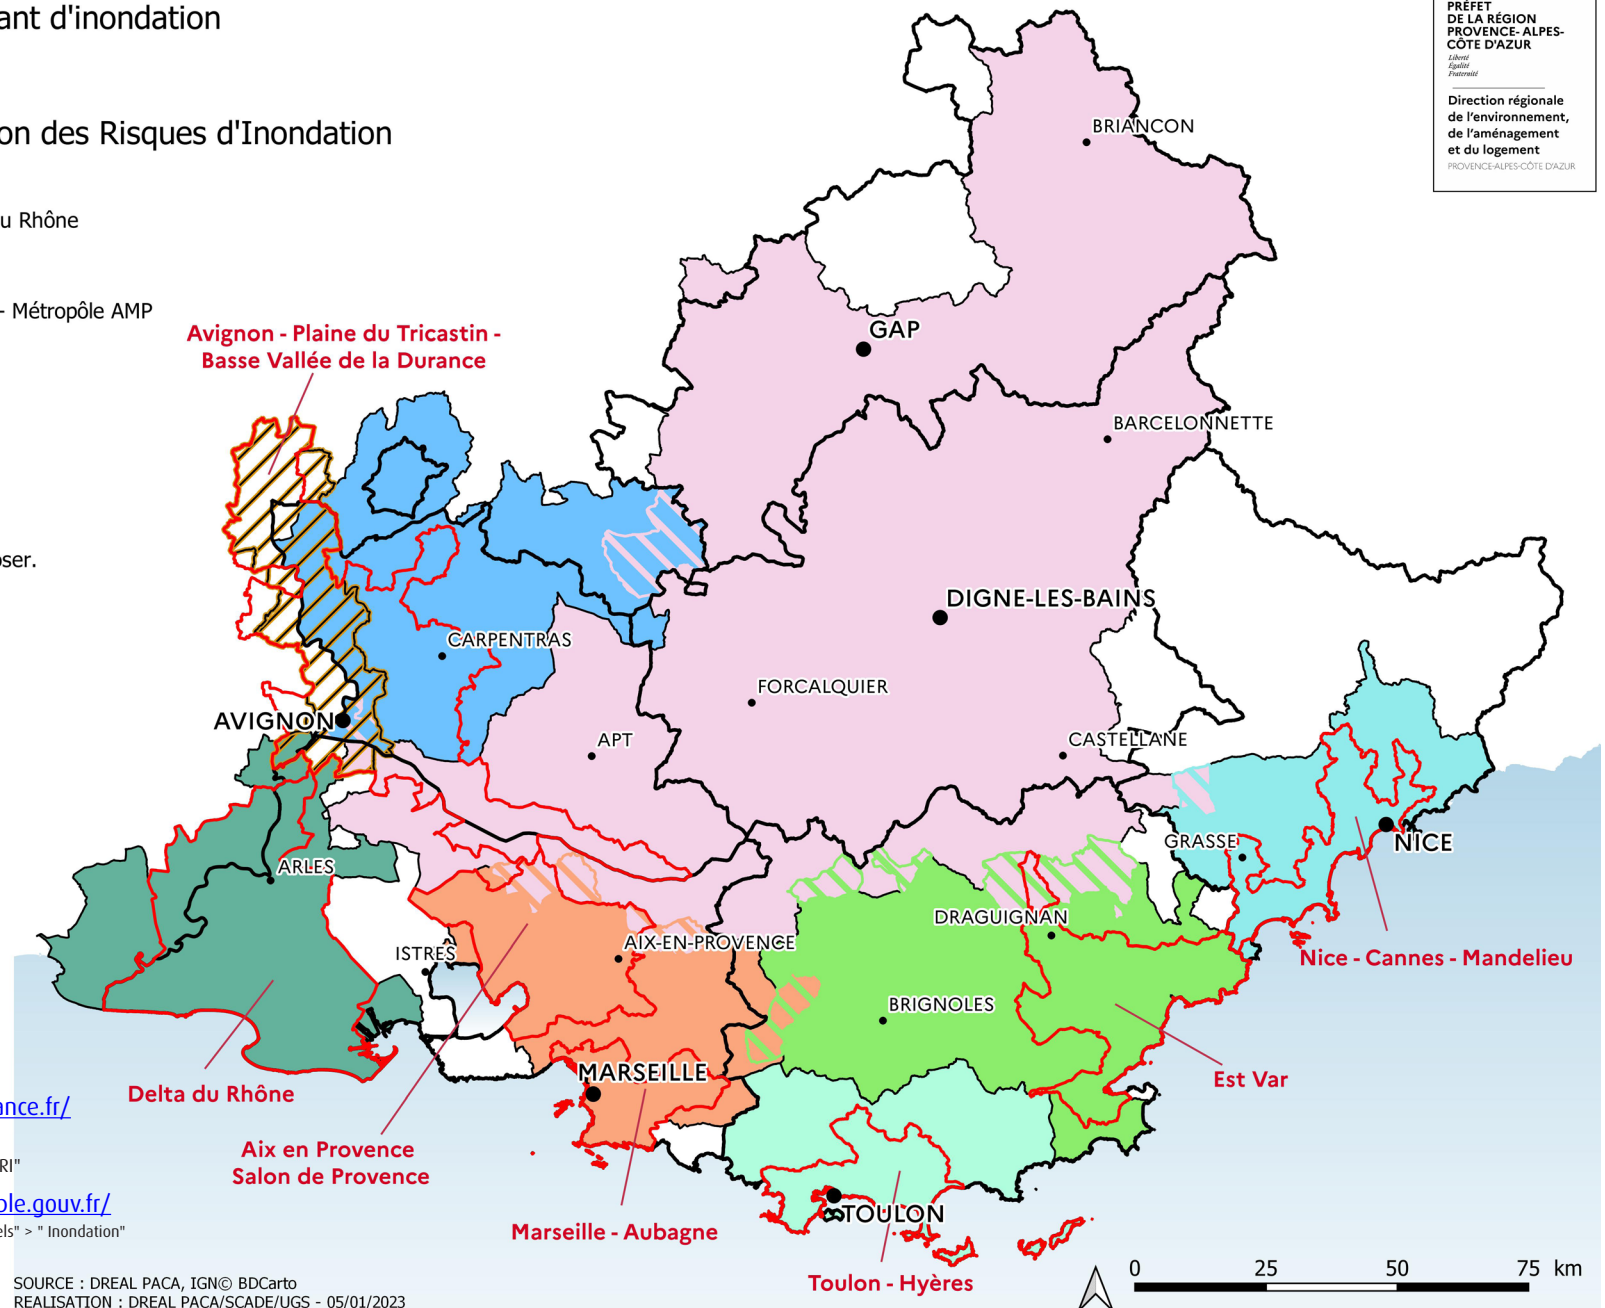 ant d'inondation
on des Risques d'Inondation
u Rhône
- Métropôle AMP
oser.
PRÉFET
DE LA RÉGION
PROVENCE- ALPES-
CÔTE D'AZUR
Liberté
Égalité
Fraternité
Direction régionale
de l'environnement,
de l'aménagement
et du logement
PROVENCE-ALPES-CÔTE D'AZUR
BRIANCON
GAP
Avignon - Plaine du Tricastin -
Basse Vallée de la Durance
BARCELONNETTE
DIGNE-LES-BAINS
CARPENTRAS
FORCALQUIER
AVIGNON
APT
CASTELLANE
GRASSE
NICE
ARLES
DRAGUIGNAN
AIX-EN-PROVENCE
ISTRES
Nice - Cannes - Mandelieu
BRIGNOLES
MARSEILLE
Est Var
Delta du Rhône
Aix en Provence
Salon de Provence
TOULON
Marseille - Aubagne
Toulon - Hyères
ance.fr/
RI"
ble.gouv.fr/
els" > " Inondation"
0 25 50 75 km
SOURCE : DREAL PACA, IGN© BDCarto
REALISATION : DREAL PACA/SCADE/UGS - 05/01/2023